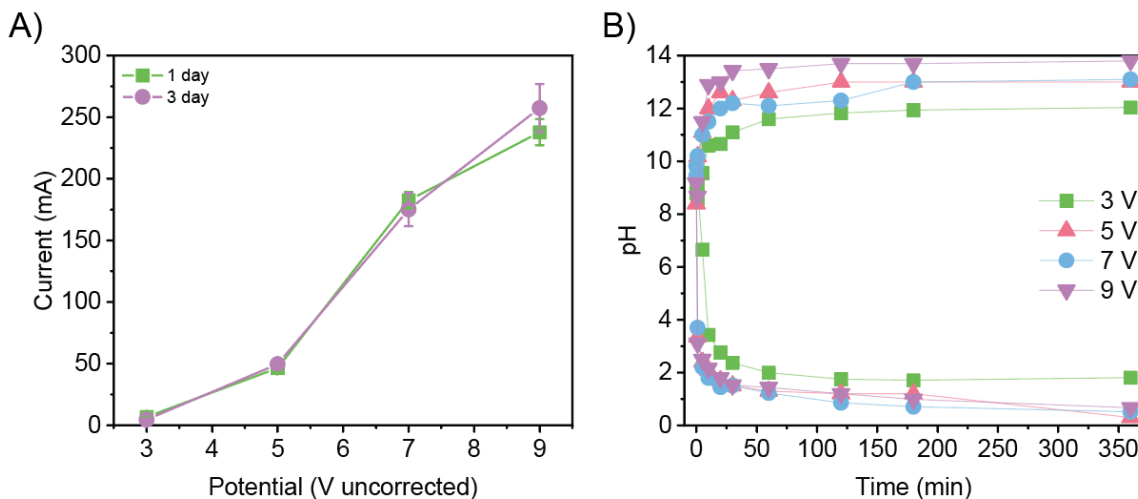 A)
300
250
200
150
100
50
0
Current (mA)
1 day
3 day
3 4 5 6 7 8 9
Potential (V uncorrected)
B)
14
12
10
8
6
4
2
0
pH
3 V
5 V
7 V
9 V
0 50 100 150 200 250 300 350
Time (min)